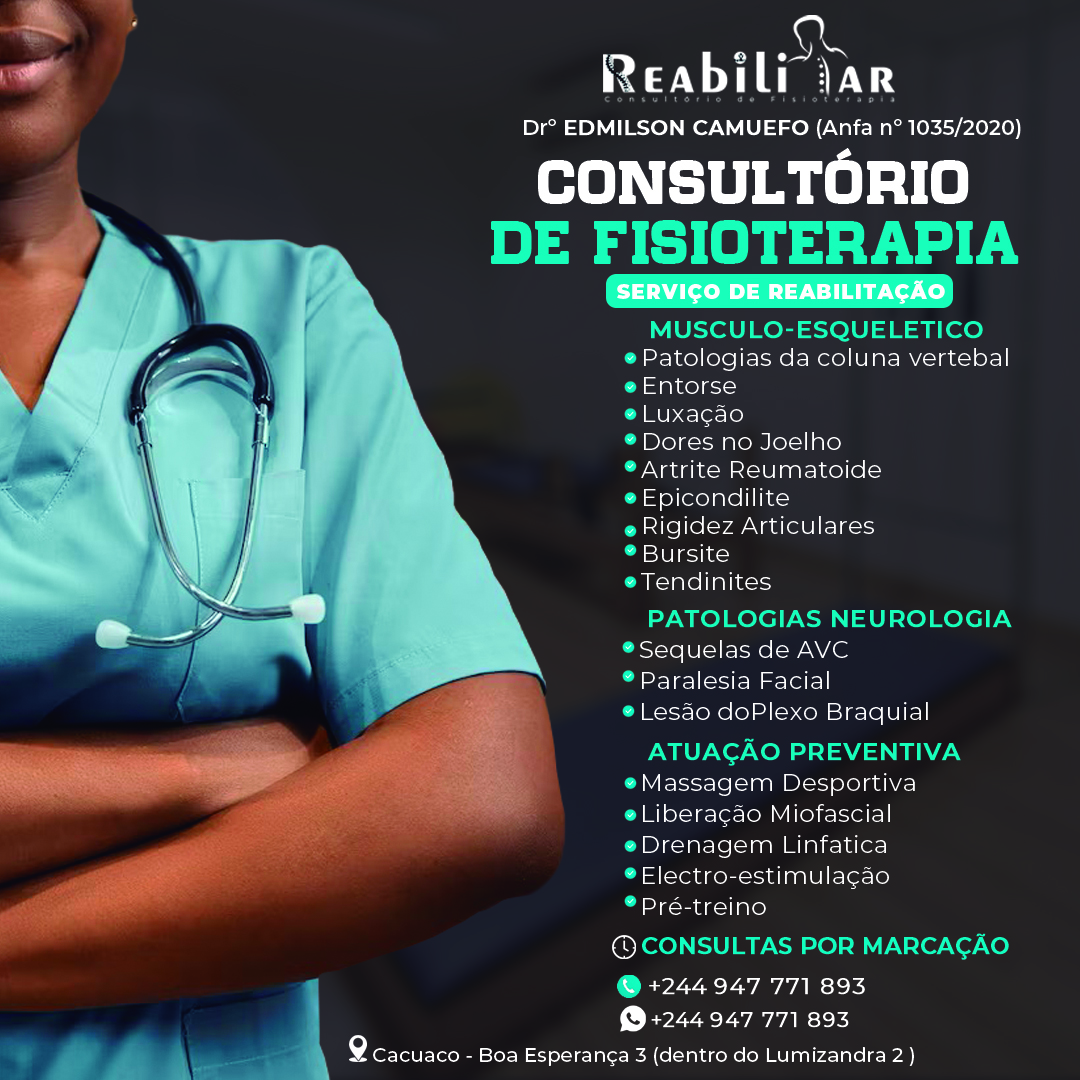 REABILITAR
Consultório de Fisioterapia
Drº EDMILSON CAMUEFO (Anfa nº 1035/2020)
CONSULTÓRIO
DE FISIOTERAPIA
SERVIÇO DE REABILITAÇÃO
MUSCULO-ESQUELETICO
Patologias da coluna vertebal
Entorse
Luxação
Dores no Joelho
Artrite Reumatoide
Epicondilite
Rigidez Articulares
Bursite
Tendinites
PATOLOGIAS NEUROLOGIA
Sequelas de AVC
Paralesia Facial
Lesão doPlexo Braquial
ATUAÇÃO PREVENTIVA
Massagem Desportiva
Liberação Miofascial
Drenagem Linfatica
Electro-estimulação
Pré-treino
CONSULTAS POR MARCAÇÃO
+244 947 771 893
+244 947 771 893
Cacuaco - Boa Esperança 3 (dentro do Lumizandra 2 )